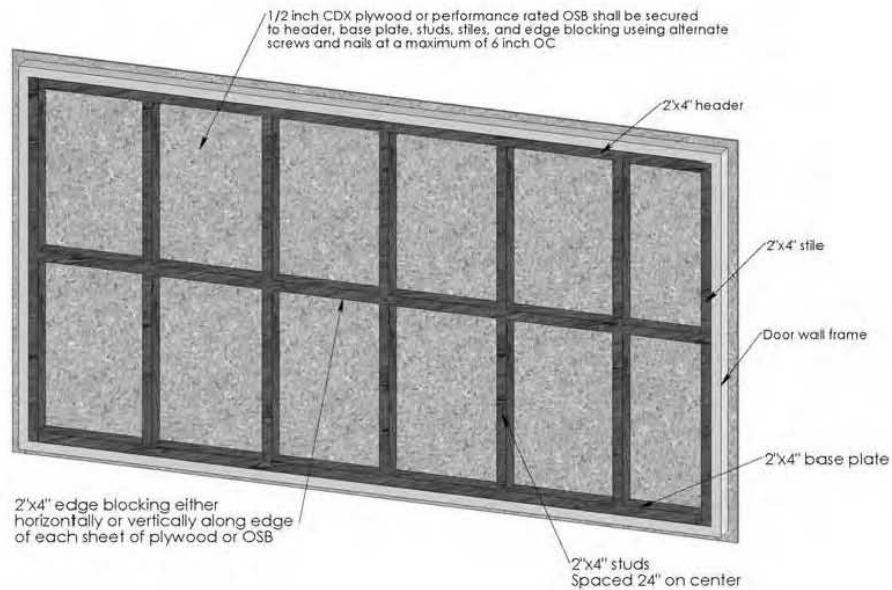 1/2 inch CDX plywood or performance rated OSB shall be secured
to header, base plate, studs, stiles, and edge blocking useing alternate
screws and nails at a maximum of 6 inch OC
2'x4" header
2"x4" stile
Door wall frame
2"x4" base plate
2"x4" edge blocking either
horizontally or vertically along edge
of each sheet of plywood or OSB
2"x4" studs
Spaced 24" on center